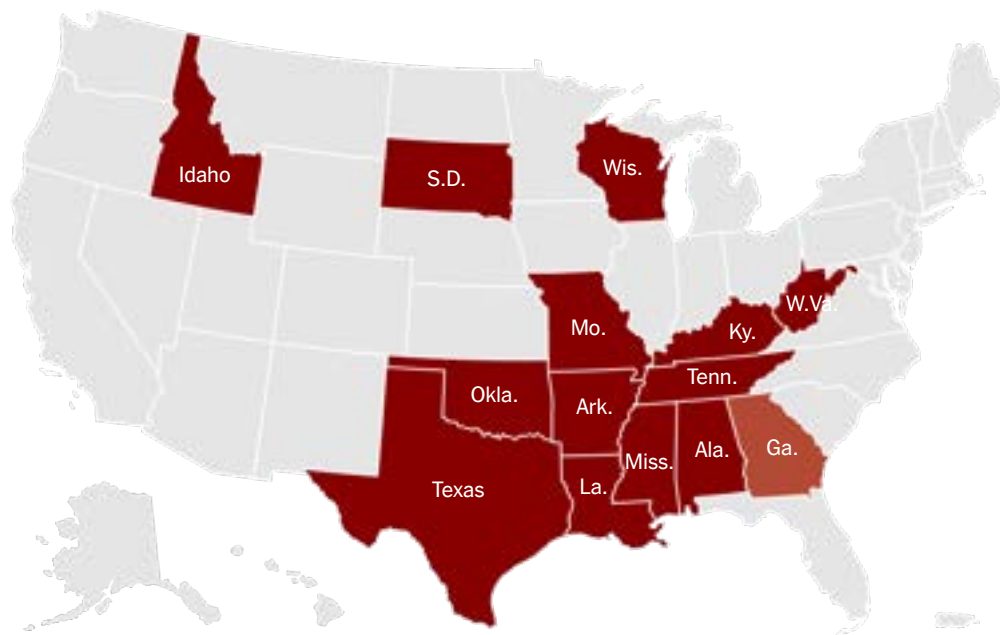 Idaho
S.D.
Wis.
W.Va.
Mo.
Ky.
Tenn.
Okla.
Ark.
Ga.
Ala.
Miss.
La.
Texas